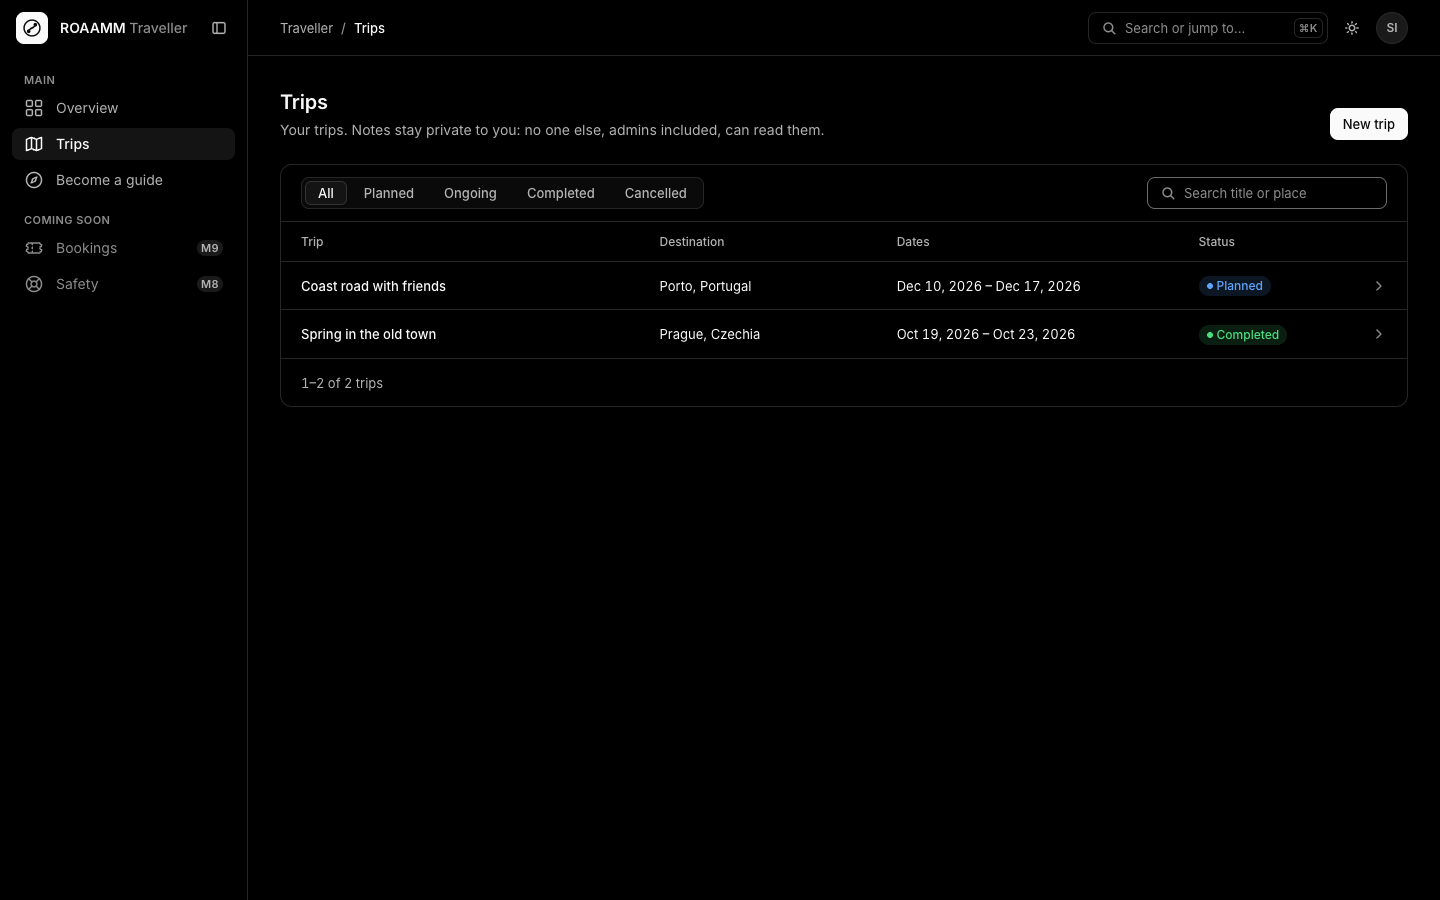 ROAAMM Traveller
Traveller / Trips
Search or jump to...
⌘K
SI
MAIN
Overview
Trips
Become a guide
COMING SOON
Bookings M9
Safety M8
Trips
Your trips. Notes stay private to you: no one else, admins included, can read them.
New trip
All Planned Ongoing Completed Cancelled
Search title or place
Trip Destination Dates Status
Coast road with friends Porto, Portugal Dec 10, 2026 – Dec 17, 2026 Planned
Spring in the old town Prague, Czechia Oct 19, 2026 – Oct 23, 2026 Completed
1–2 of 2 trips